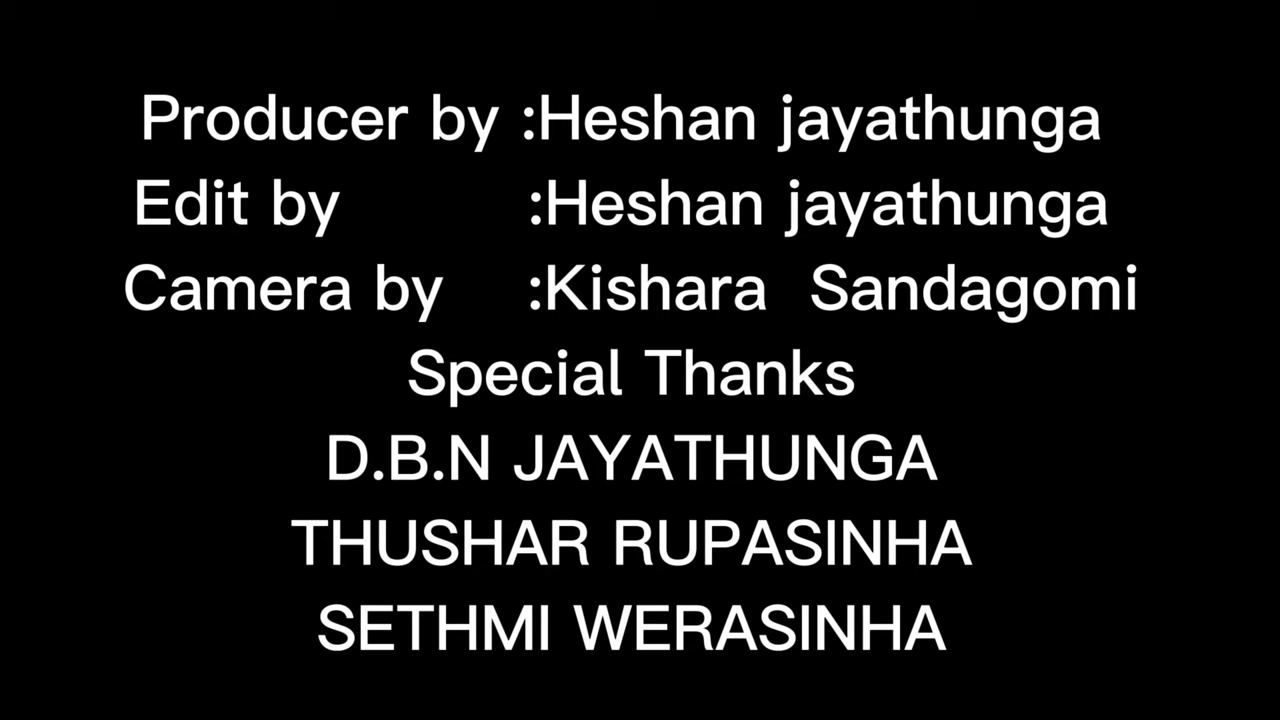 Producer by :Heshan jayathunga
Edit by :Heshan jayathunga
Camera by :Kishara Sandagomi
Special Thanks
D.B.N JAYATHUNGA
THUSHAR RUPASINHA
SETHMI WERASINHA